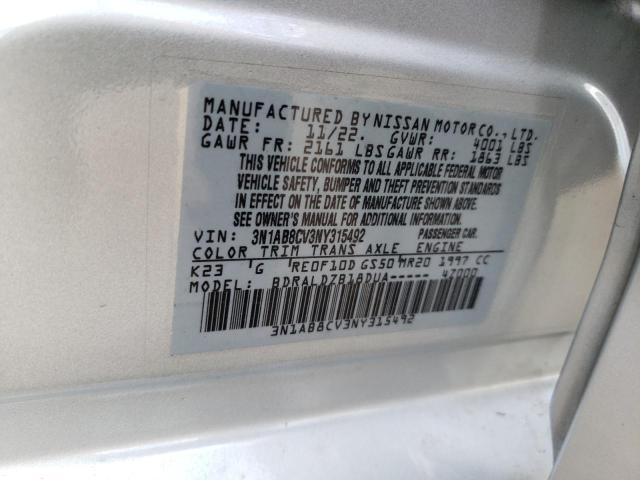 MANUFACTURED BY NISSAN MOTOR CO., LTD.
DATE: 11/22. GVWR: 4001 LBS
GAWR FR: 2161 LBS GAWR RR: 1863 LBS
THIS VEHICLE CONFORMS TO ALL APPLICABLE FEDERAL MOTOR
VEHICLE SAFETY, BUMPER AND THEFT PREVENTION STANDARDS
IN EFFECT ON THE DATE OF MANUFACTURE SHOWN ABOVE.
SEE OWNER'S MANUAL FOR ADDITIONAL INFORMATION.
VIN: 3N1AB8CV3NY315492 PASSENGER CAR.
COLOR TRIM TRANS AXLE ENGINE
K23 G RE0F10D GS50 MR20 1997 CC
MODEL: BDRALDZB18DUA----- 47000
3N1AB8CV3NY315492